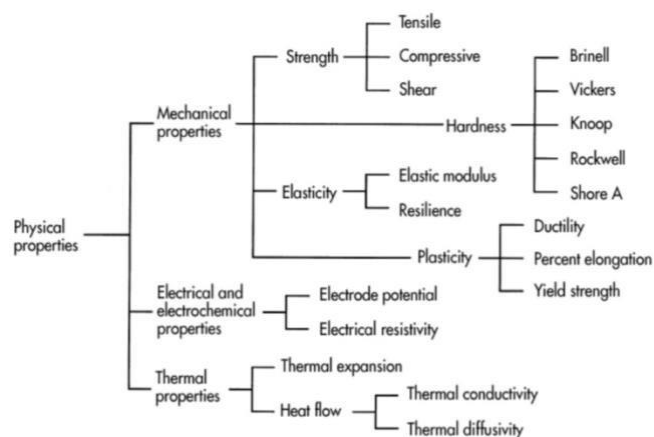 Tensile
Strength
Compressive
Brinell
Shear
Vickers
Mechanical
properties
Hardness
Knoop
Rockwell
Elastic modulus
Elasticity
Shore A
Resilience
Physical
properties
Ductility
Plasticity
Percent elongation
Yield strength
Electrical and
electrochemical
properties
Electrode potential
Electrical resistivity
Thermal expansion
Thermal
properties
Thermal conductivity
Heat flow
Thermal diffusivity